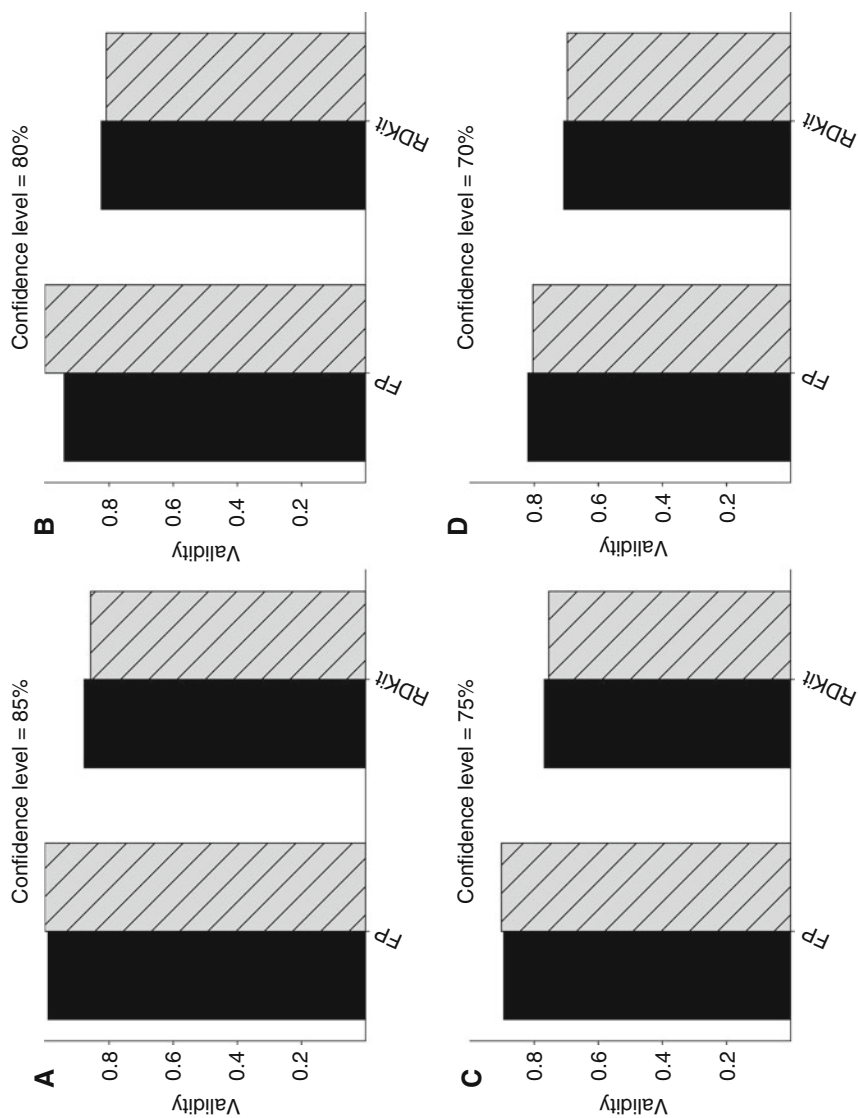 A
Confidence level = 85%
Validity
0.8
0.6
0.4
0.2
Fp
RDKit
B
Confidence level = 80%
Validity
0.8
0.6
0.4
0.2
Fp
RDKit
C
Confidence level = 75%
Validity
0.8
0.6
0.4
0.2
Fp
RDKit
D
Confidence level = 70%
Validity
0.8
0.6
0.4
0.2
Fp
RDKit